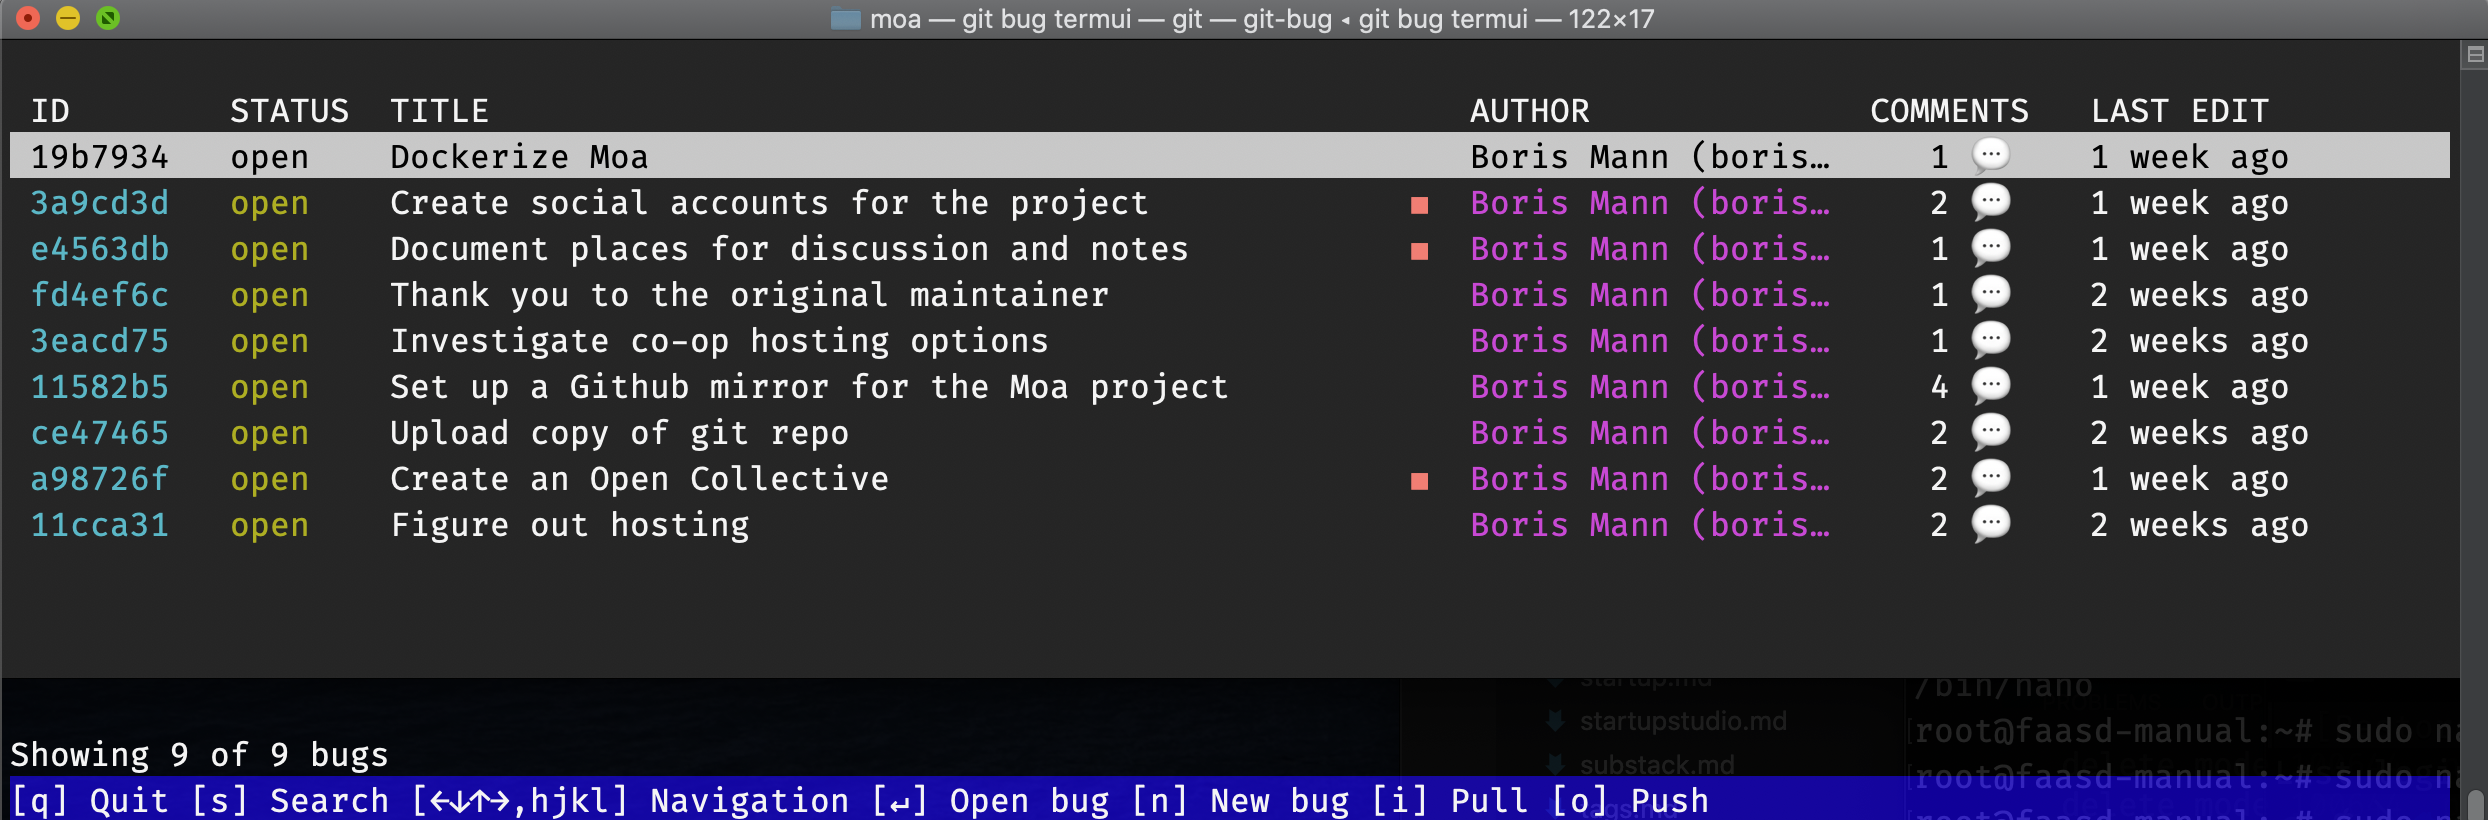 moa — git bug termui — git — git-bug ◂ git bug termui — 122×17
ID STATUS TITLE AUTHOR COMMENTS LAST EDIT
19b7934 open Dockerize Moa Boris Mann (boris… 1 💬 1 week ago
3a9cd3d open Create social accounts for the project ■ Boris Mann (boris… 2 💬 1 week ago
e4563db open Document places for discussion and notes ■ Boris Mann (boris… 1 💬 1 week ago
fd4ef6c open Thank you to the original maintainer Boris Mann (boris… 1 💬 2 weeks ago
3eacd75 open Investigate co-op hosting options Boris Mann (boris… 1 💬 2 weeks ago
11582b5 open Set up a Github mirror for the Moa project Boris Mann (boris… 4 💬 1 week ago
ce47465 open Upload copy of git repo Boris Mann (boris… 2 💬 2 weeks ago
a98726f open Create an Open Collective ■ Boris Mann (boris… 2 💬 1 week ago
11cca31 open Figure out hosting Boris Mann (boris… 2 💬 2 weeks ago
startup.md
/bin/nano
startupstudio.md
[root@faasd-manual:~# sudo na
substack.md
[root@faasd-manual:~# sudo na
Showing 9 of 9 bugs
[q] Quit [s] Search [←↓↑→,hjkl] Navigation [↵] Open bug [n] New bug [i] Pull [o] Push
tags.md